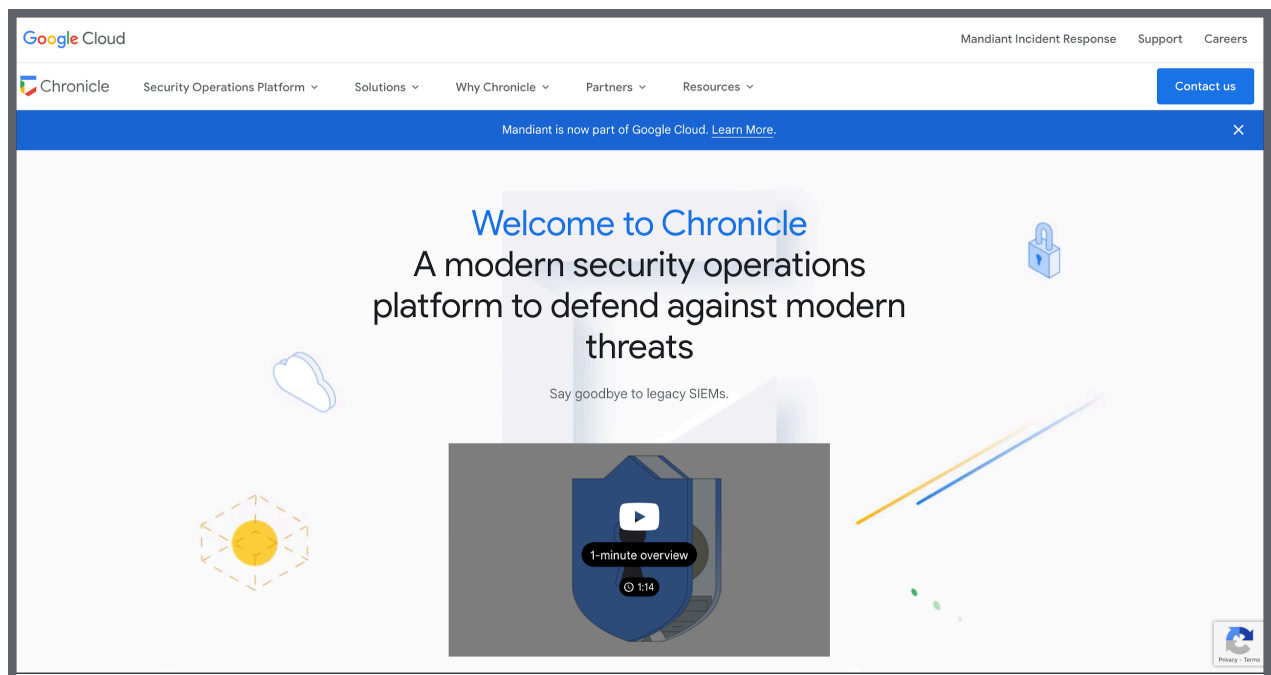 Google Cloud
Mandiant Incident Response Support Careers
Chronicle Security Operations Platform Solutions Why Chronicle Partners Resources Contact us
Mandiant is now part of Google Cloud. Learn More.
Welcome to Chronicle
A modern security operations
platform to defend against modern
threats
Say goodbye to legacy SIEMs.
1-minute overview
1:14
Privacy - Terms